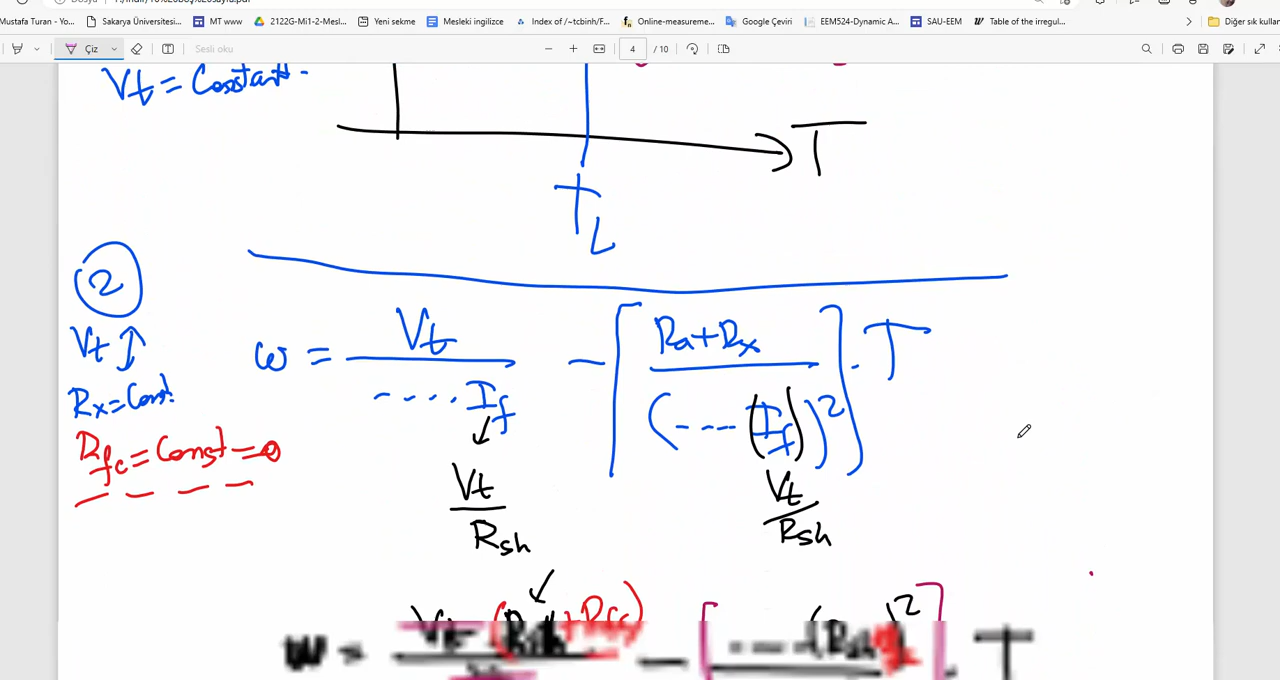 Mustafa Turan - Yo...
Sakarya Üniversitesi...
MT www
2122G-Mi1-2-Mesl...
Yeni sekme
Mesleki ingilizce
Index of /~tcbinh/F...
Online-measureme...
Google Çeviri
EEM524-Dynamic A...
SAU-EEM
Table of the irregul...
Diğer sık kullan
Çiz
Sesli oku
4 / 10
Vt = Constant
T
TL
2
Vt ↕
Rx = Const
Rfc = Const = 0
ω = Vt / ....If - [ Ra+Rx / (---- (If))² ] . T
Vt / Rsh
Vt / Rsh